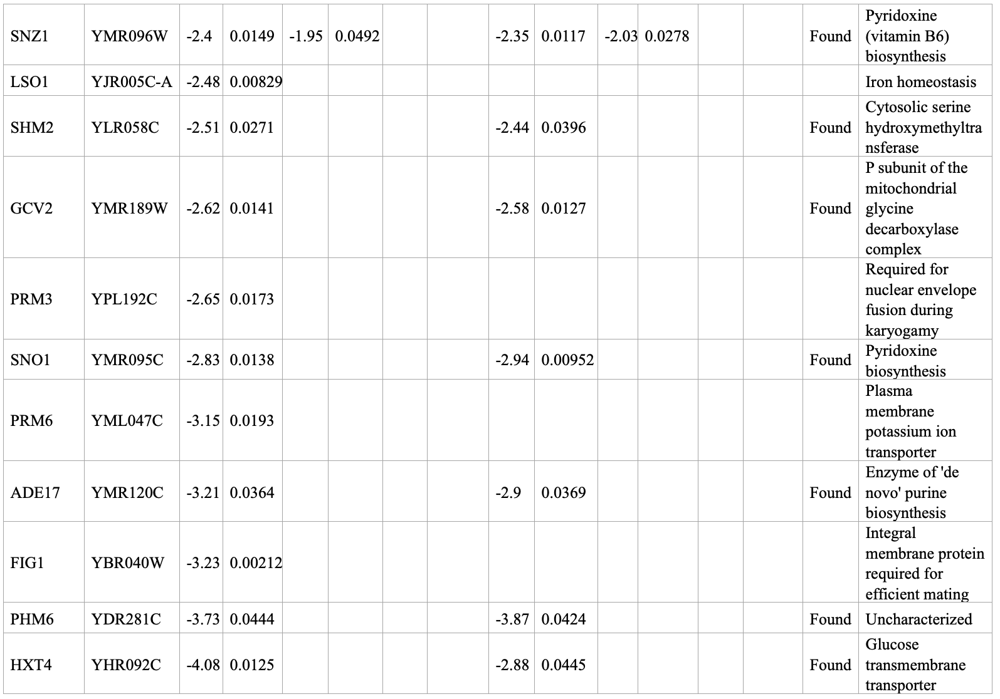 SNZ1 YMR096W -2.4 0.0149 -1.95 0.0492 -2.35 0.0117 -2.03 0.0278 Found Pyridoxine
(vitamin B6)
biosynthesis
LSO1 YJR005C-A -2.48 0.00829 Iron homeostasis
SHM2 YLR058C -2.51 0.0271 -2.44 0.0396 Found Cytosolic serine
hydroxymethyltra
nsferase
GCV2 YMR189W -2.62 0.0141 -2.58 0.0127 Found P subunit of the
mitochondrial
glycine
decarboxylase
complex
PRM3 YPL192C -2.65 0.0173 Required for
nuclear envelope
fusion during
karyogamy
SNO1 YMR095C -2.83 0.0138 -2.94 0.00952 Found Pyridoxine
biosynthesis
PRM6 YML047C -3.15 0.0193 Plasma
membrane
potassium ion
transporter
ADE17 YMR120C -3.21 0.0364 -2.9 0.0369 Found Enzyme of 'de
novo' purine
biosynthesis
FIG1 YBR040W -3.23 0.00212 Integral
membrane protein
required for
efficient mating
PHM6 YDR281C -3.73 0.0444 -3.87 0.0424 Found Uncharacterized
HXT4 YHR092C -4.08 0.0125 -2.88 0.0445 Found Glucose
transmembrane
transporter